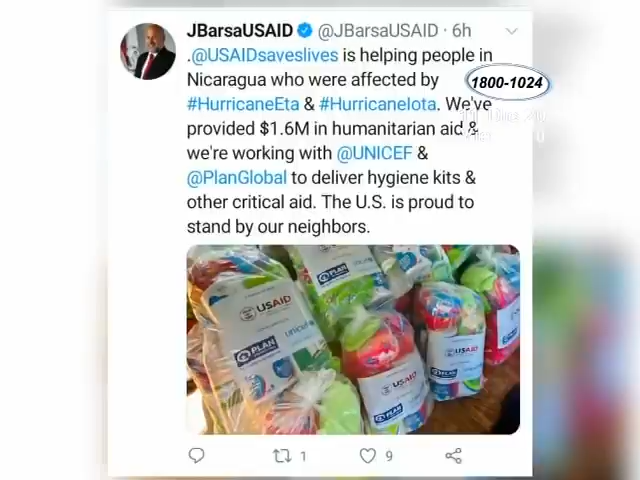 JBarsaUSAID @JBarsaUSAID · 6h
.@USAIDsaveslives is helping people in
Nicaragua who were affected by
1800-1024
#HurricaneEta & #HurricaneIota. We've
provided $1.6M in humanitarian aid &
we're working with @UNICEF &
@PlanGlobal to deliver hygiene kits &
other critical aid. The U.S. is proud to
stand by our neighbors.
PLAN
USAID
unicef
PLAN
USAID
PLAN
USAID
PLAN
1
9